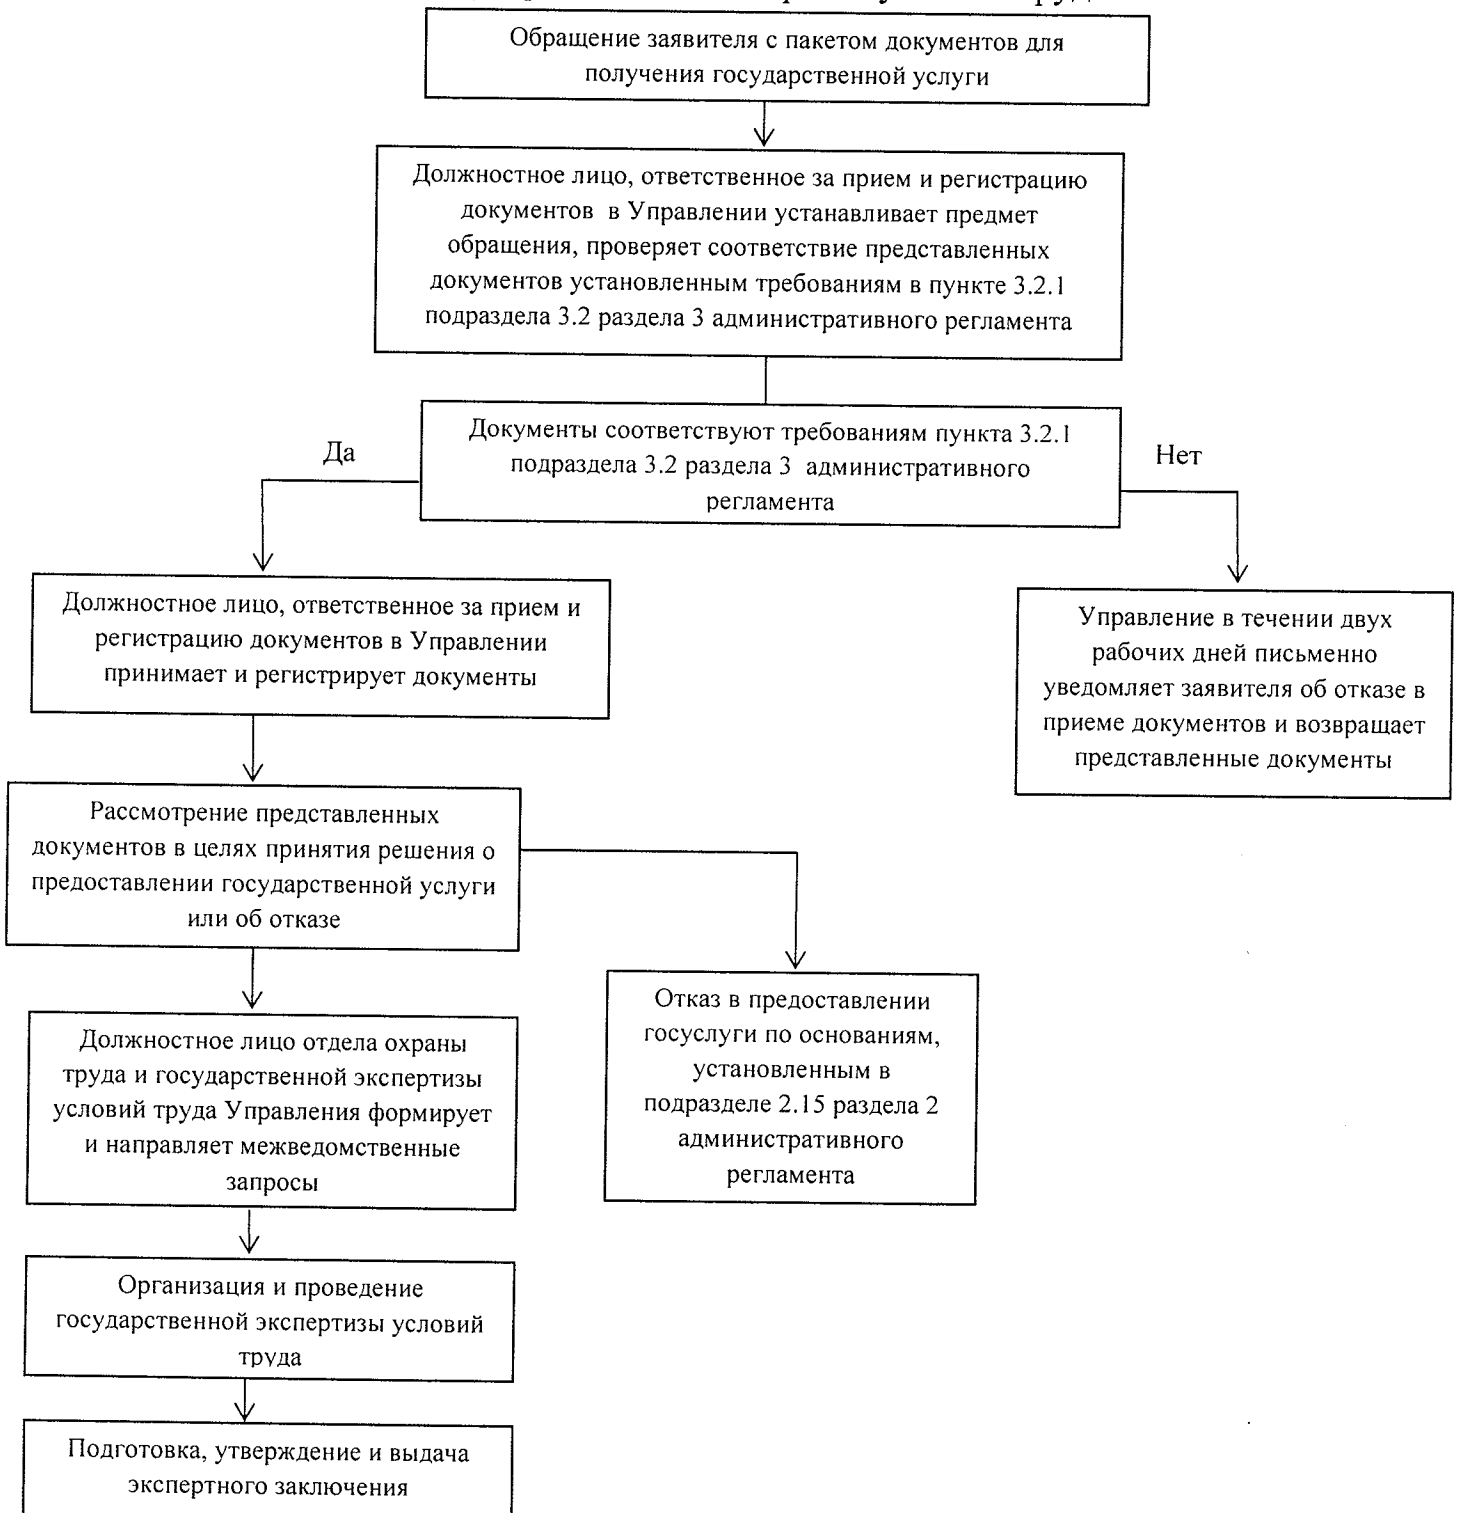 Обращение заявителя с пакетом документов для
получения государственной услуги
Должностное лицо, ответственное за прием и регистрацию
документов в Управлении устанавливает предмет
обращения, проверяет соответствие представленных
документов установленным требованиям в пункте 3.2.1
подраздела 3.2 раздела 3 административного регламента
Документы соответствуют требованиям пункта 3.2.1
подраздела 3.2 раздела 3 административного
регламента
Да
Нет
Должностное лицо, ответственное за прием и
регистрацию документов в Управлении
принимает и регистрирует документы
Управление в течении двух
рабочих дней письменно
уведомляет заявителя об отказе в
приеме документов и возвращает
представленные документы
Рассмотрение представленных
документов в целях принятия решения о
предоставлении государственной услуги
или об отказе
Отказ в предоставлении
госуслуги по основаниям,
установленным в
подразделе 2.15 раздела 2
административного
регламента
Должностное лицо отдела охраны
труда и государственной экспертизы
условий труда Управления формирует
и направляет межведомственные
запросы
Организация и проведение
государственной экспертизы условий
труда
Подготовка, утверждение и выдача
экспертного заключения